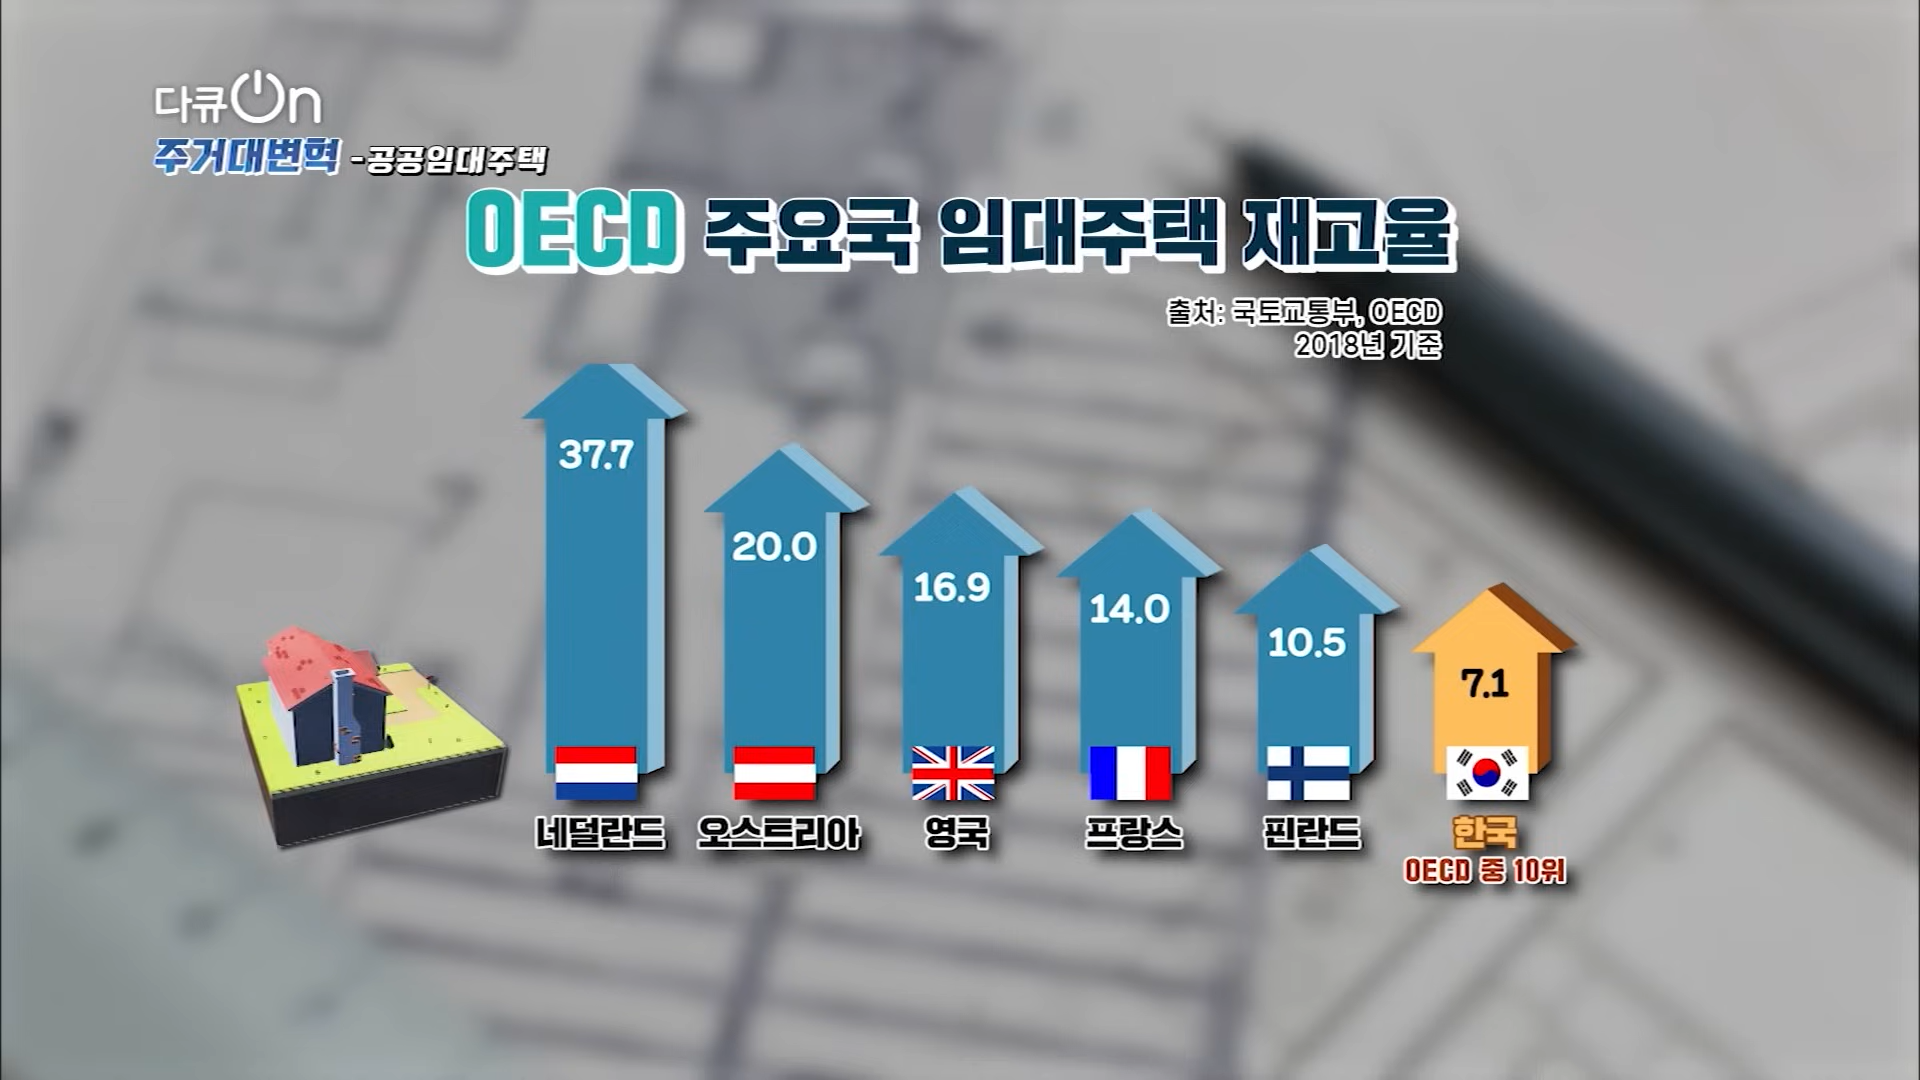 다큐On
주거대변혁 -공공임대주택
OECD 주요국 임대주택 재고율
출처: 국토교통부, OECD
2018년 기준
37.7
20.0
16.9
14.0
10.5
7.1
네덜란드
오스트리아
영국
프랑스
핀란드
한국
OECD 중 10위